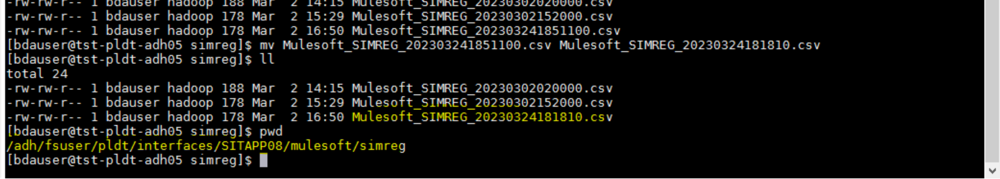 -rw-rw-r-- 1 bdauser hadoop 188 Mar  2 14:15 Mulesoft_SIMREG_20230302020000.csv
-rw-rw-r-- 1 bdauser hadoop 178 Mar  2 15:29 Mulesoft_SIMREG_20230302152000.csv
-rw-rw-r-- 1 bdauser hadoop 178 Mar  2 16:50 Mulesoft_SIMREG_202303241851100.csv
[bdauser@tst-pldt-adh05 simreg]$ mv Mulesoft_SIMREG_202303241851100.csv Mulesoft_SIMREG_20230324181810.csv
[bdauser@tst-pldt-adh05 simreg]$ ll
total 24
-rw-rw-r-- 1 bdauser hadoop 188 Mar  2 14:15 Mulesoft_SIMREG_20230302020000.csv
-rw-rw-r-- 1 bdauser hadoop 178 Mar  2 15:29 Mulesoft_SIMREG_20230302152000.csv
-rw-rw-r-- 1 bdauser hadoop 178 Mar  2 16:50 Mulesoft_SIMREG_20230324181810.csv
[bdauser@tst-pldt-adh05 simreg]$ pwd
/adh/fsuser/pldt/interfaces/SITAPP08/mulesoft/simreg
[bdauser@tst-pldt-adh05 simreg]$